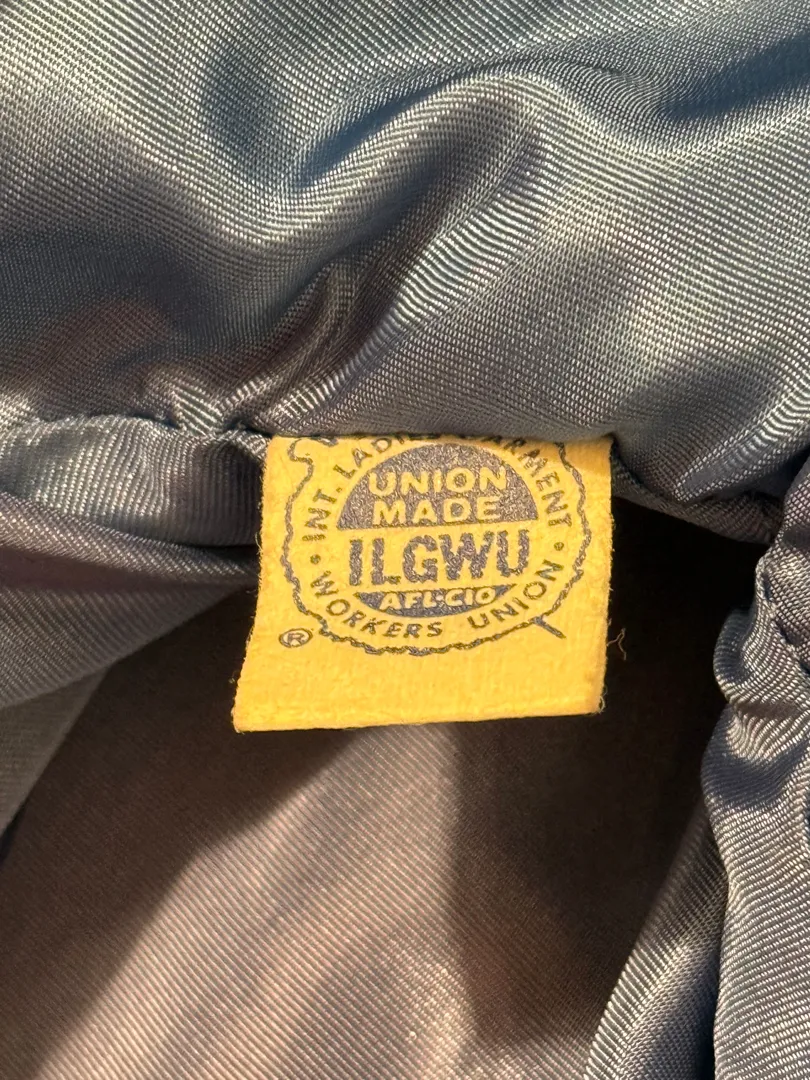 INT. LADIES GARMENT
UNION
MADE
ILGWU
AFL·CIO
WORKERS UNION
®